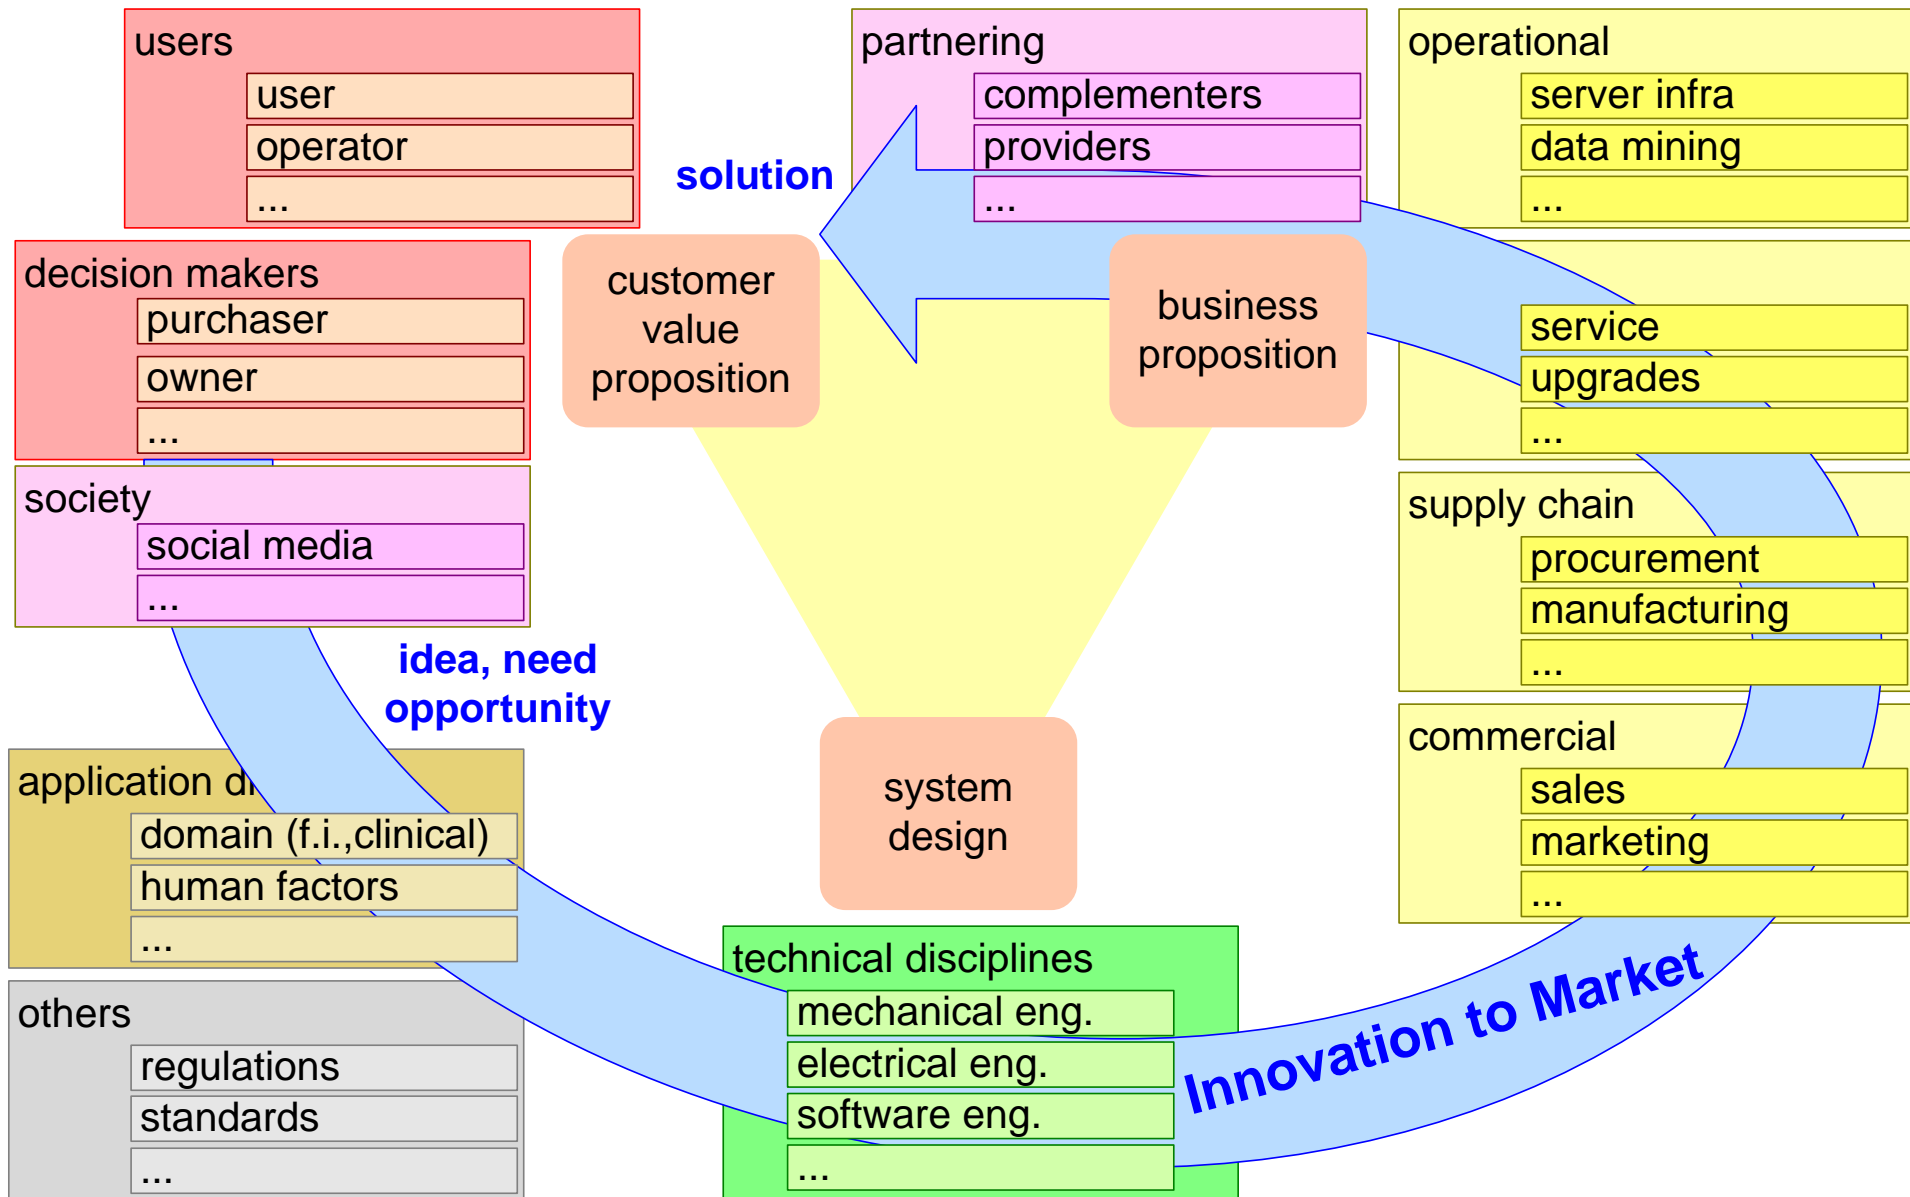 users
user
operator
...
partnering
complementers
providers
...
operational
server infra
data mining
...
solution
decision makers
purchaser
owner
...
customer
value
proposition
business
proposition
service
upgrades
...
society
social media
...
supply chain
procurement
manufacturing
...
idea, need
opportunity
application
domain (f.i.,clinical)
human factors
...
system
design
commercial
sales
marketing
...
others
regulations
standards
...
technical disciplines
mechanical eng.
electrical eng.
software eng.
...
Innovation to Market